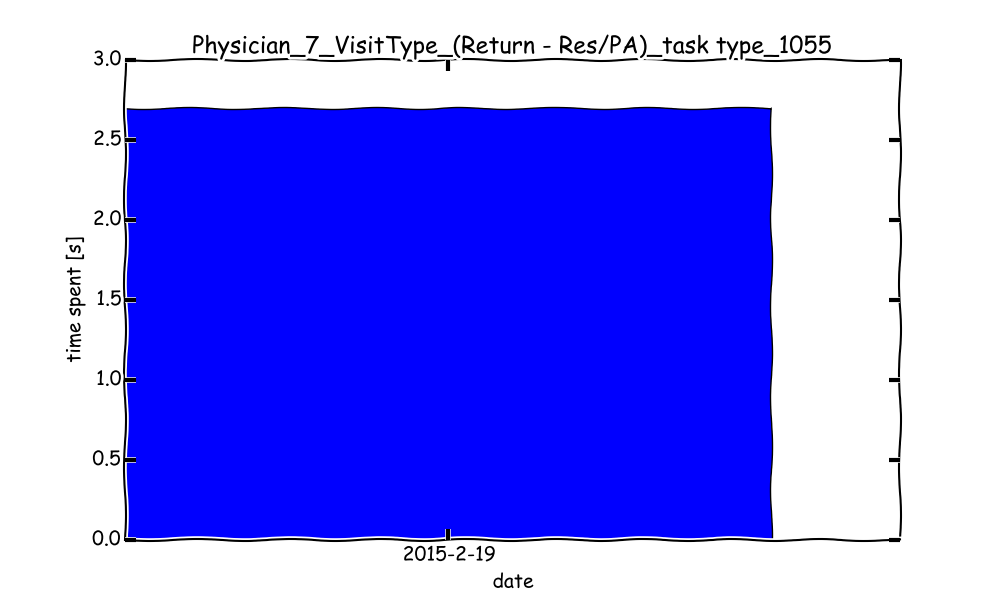 Physician_7_VisitType_(Return - Res/PA)_task type_1055
3.0
2.5
2.0
1.5
1.0
0.5
0.0
time spent [s]
2015-2-19
date